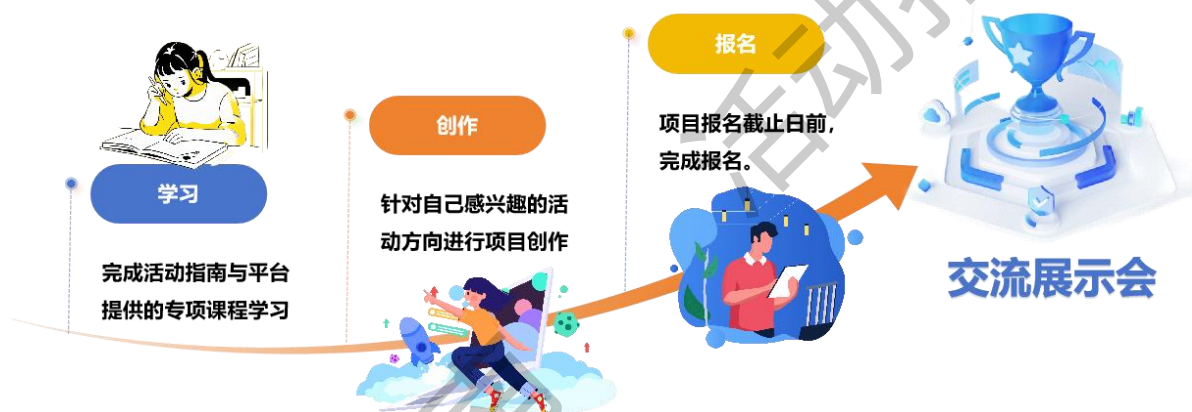 学习
完成活动指南与平台
提供的专项课程学习
创作
针对自己感兴趣的活
动方向进行项目创作
报名
项目报名截止日前，
完成报名。
交流展示会
活动